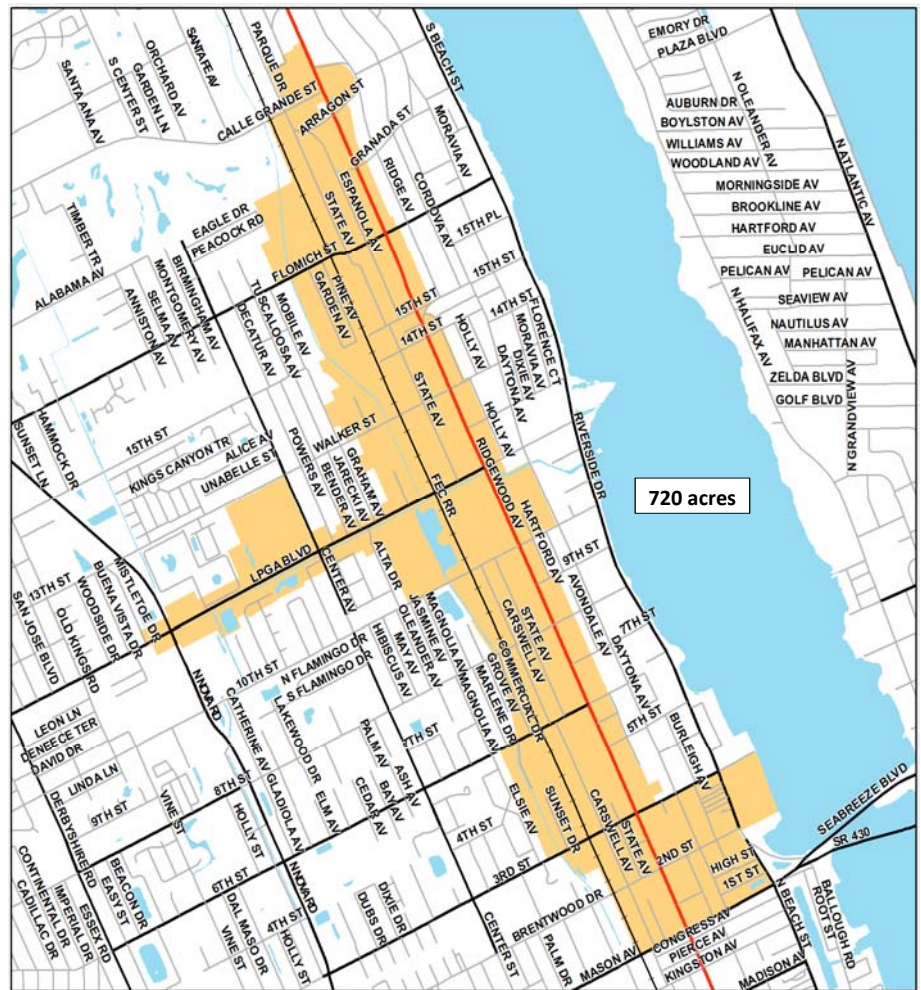 EMORY DR
PLAZA BLVD
N OLEANDER AV
AUBURN DR
BOYLSTON AV
WILLIAMS AV
WOODLAND AV
MORNINGSIDE AV
BROOKLINE AV
HARTFORD AV
EUCLID AV
PELICAN AV
PELICAN AV
SEAVIEW AV
NAUTILUS AV
MANHATTAN AV
ZELDA BLVD
GOLF BLVD
N ATLANTIC AV
N HALIFAX AV
N GRANDVIEW AV
SANTA ANA AV
S CENTER ST
GARDEN LN
ORCHARD AV
SANTA FE AV
PARQUE DR
S BEACH ST
CALLE GRANDE ST
ARRAGON ST
GRANADA ST
MORAVIA AV
RIDGE AV
CORDOVA AV
ESPANOLA AV
STATE AV
15TH PL
EAGLE DR
PEACOCK RD
FLOMICH ST
TIMBER TR
ALABAMA AV
BIRMINGHAM AV
MONTGOMERY AV
SELMA AV
ANNISTON AV
TUSCALOOSA AV
DECATUR AV
MOBILE AV
PINE AV
GARDEN AV
15TH ST
15TH ST
14TH ST
14TH ST
FLORENCE CT
MORAVIA AV
DIXIE AV
DAYTONA AV
HOLLY AV
HOLLY AV
STATE AV
WALKER ST
HAMMOCK DR
SUNSET LN
15TH ST
KINGS CANYON TR
ALICE AV
UNABELLE ST
POWERS AV
GRAHAM AV
JARECKI AV
BENDER AV
FEC RR
RIDGEWOOD AV
RIVERSIDE DR
720 acres
HARTFORD AV
LPGA BLVD
CENTER AV
ALTA DR
9TH ST
AVONDALE AV
7TH ST
DAYTONA AV
5TH ST
BURLEIGH AV
13TH ST
SAN JOSE BLVD
OLD KINGS RD
WOODSIDE DR
BUENA VISTA DR
MISTLETOE DR
10TH ST
N FLAMINGO DR
S FLAMINGO DR
HIBISCUS AV
MAY AV
OLEANDER AV
JASMINE AV
MAGNOLIA AV
MAGNOLIA AV
MARLENE DR
GROVE AV
COMMERCIAL DR
CARSWELL AV
STATE AV
N NOVA RD
CATHERINE AV
GLADIOLA AV
LAKEWOOD DR
ELM AV
PALM AV
CEDAR AV
BAY AV
ASH AV
7TH ST
LEON LN
DENEECE TER
DAVID DR
LINDA LN
9TH ST
8TH ST
VINE ST
HOLLY ST
DERBYSHIRE RD
4TH ST
3RD ST
ELSIE AV
SUNSET DR
CARSWELL AV
STATE AV
2ND ST
HIGH ST
1ST ST
SEABREEZE BLVD
SR 430
6TH ST
N NOVA RD
BEACON DR
EASY ST
DAL MASO DR
VINE ST
4TH ST
HOLLY ST
DUBS DR
DIXIE DR
CENTER ST
BRENTWOOD DR
PALM DR
MASON AV
CONGRESS AV
PIERCE AV
KINGSTON AV
MADISON AV
N BEACH ST
BALLOUGH RD
ROOT ST
ESSEY RD
IMPERIAL DR
CONTINENTAL DR
CADILLAC DR